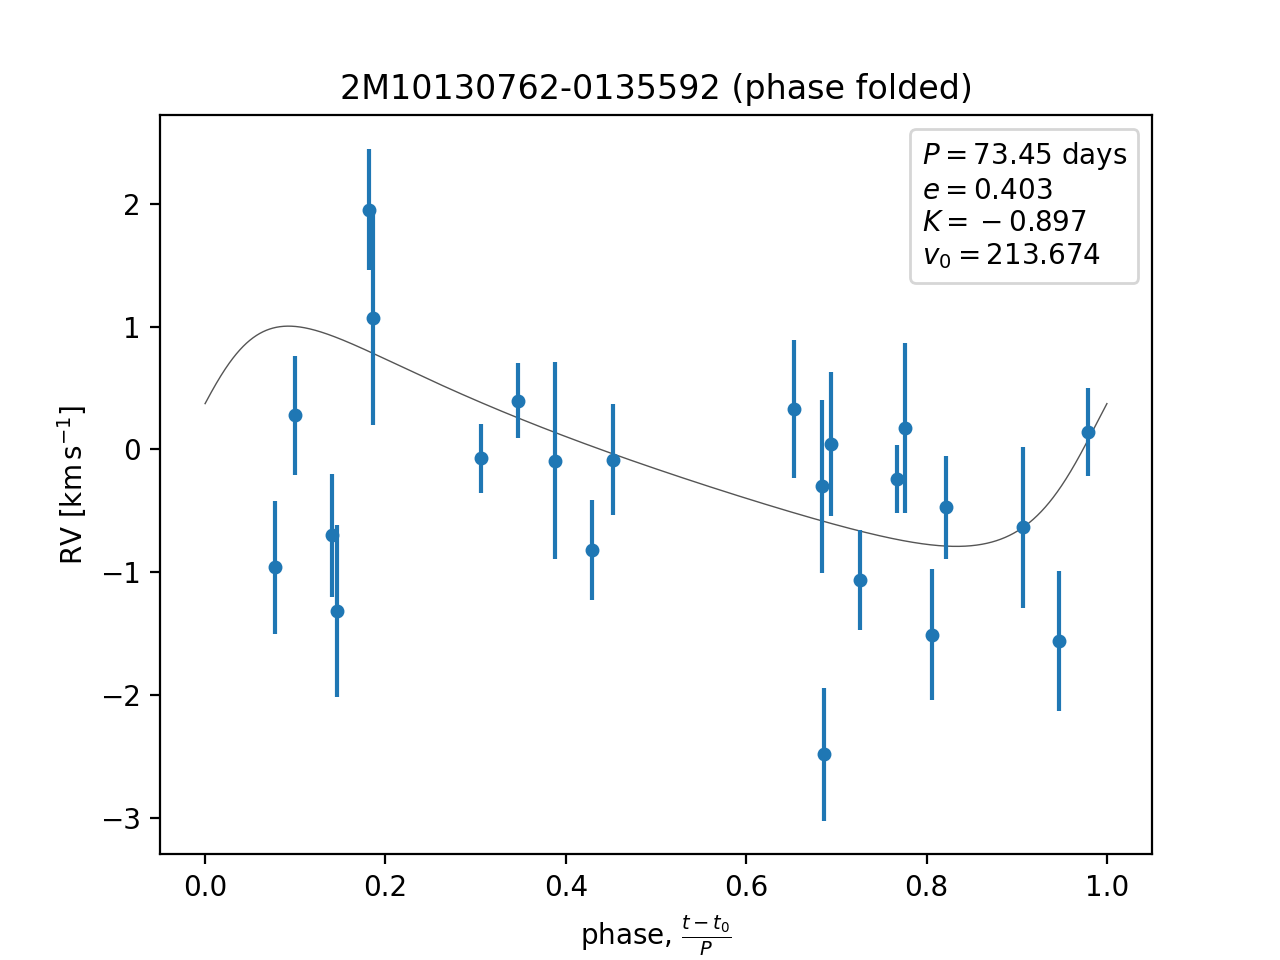 2M10130762-0135592 (phase folded)
P = 73.45 days
e = 0.403
K = −0.897
v₀ = 213.674
RV [km s⁻¹]
2
1
0
−1
−2
−3
0.0 0.2 0.4 0.6 0.8 1.0
phase, (t − t₀)/P